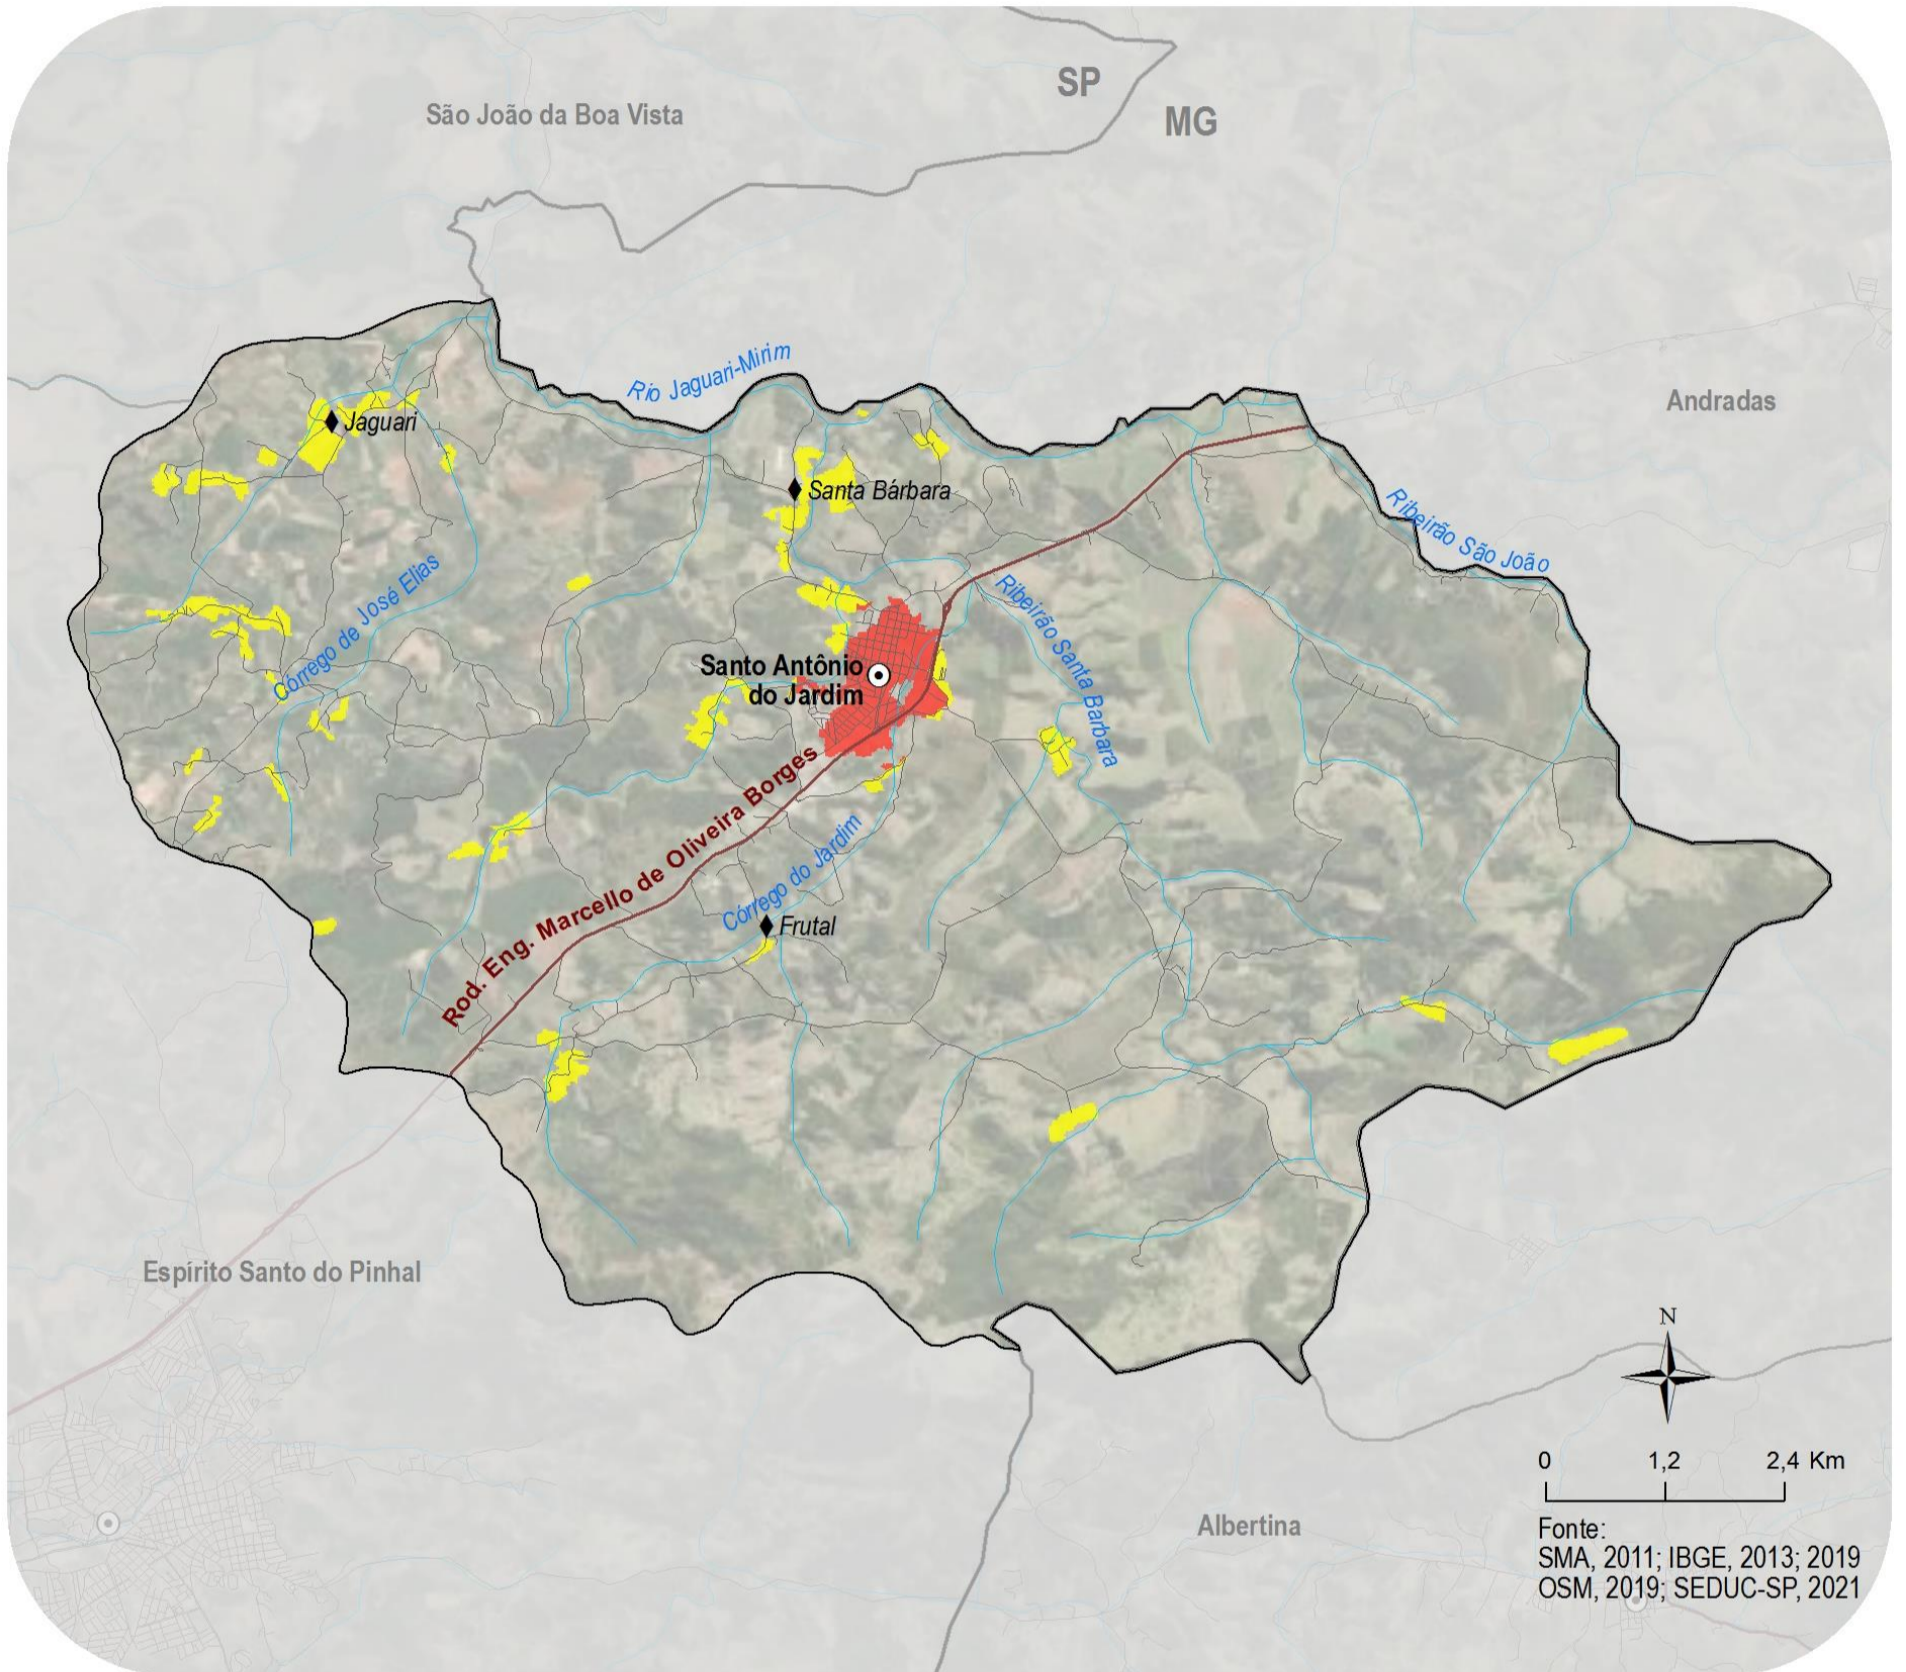 SP
São João da Boa Vista
MG
Rio Jaguari-Mirim
Andradas
Jaguari
Santa Bárbara
Ribeirão São João
Córrego de José Elias
Ribeirão Santa Barbara
Santo Antônio
do Jardim
Rod. Eng. Marcello de Oliveira Borges
Córrego do Jardim
Frutal
Espírito Santo do Pinhal
N
0 1,2 2,4 Km
Albertina
Fonte:
SMA, 2011; IBGE, 2013; 2019
OSM, 2019; SEDUC-SP, 2021